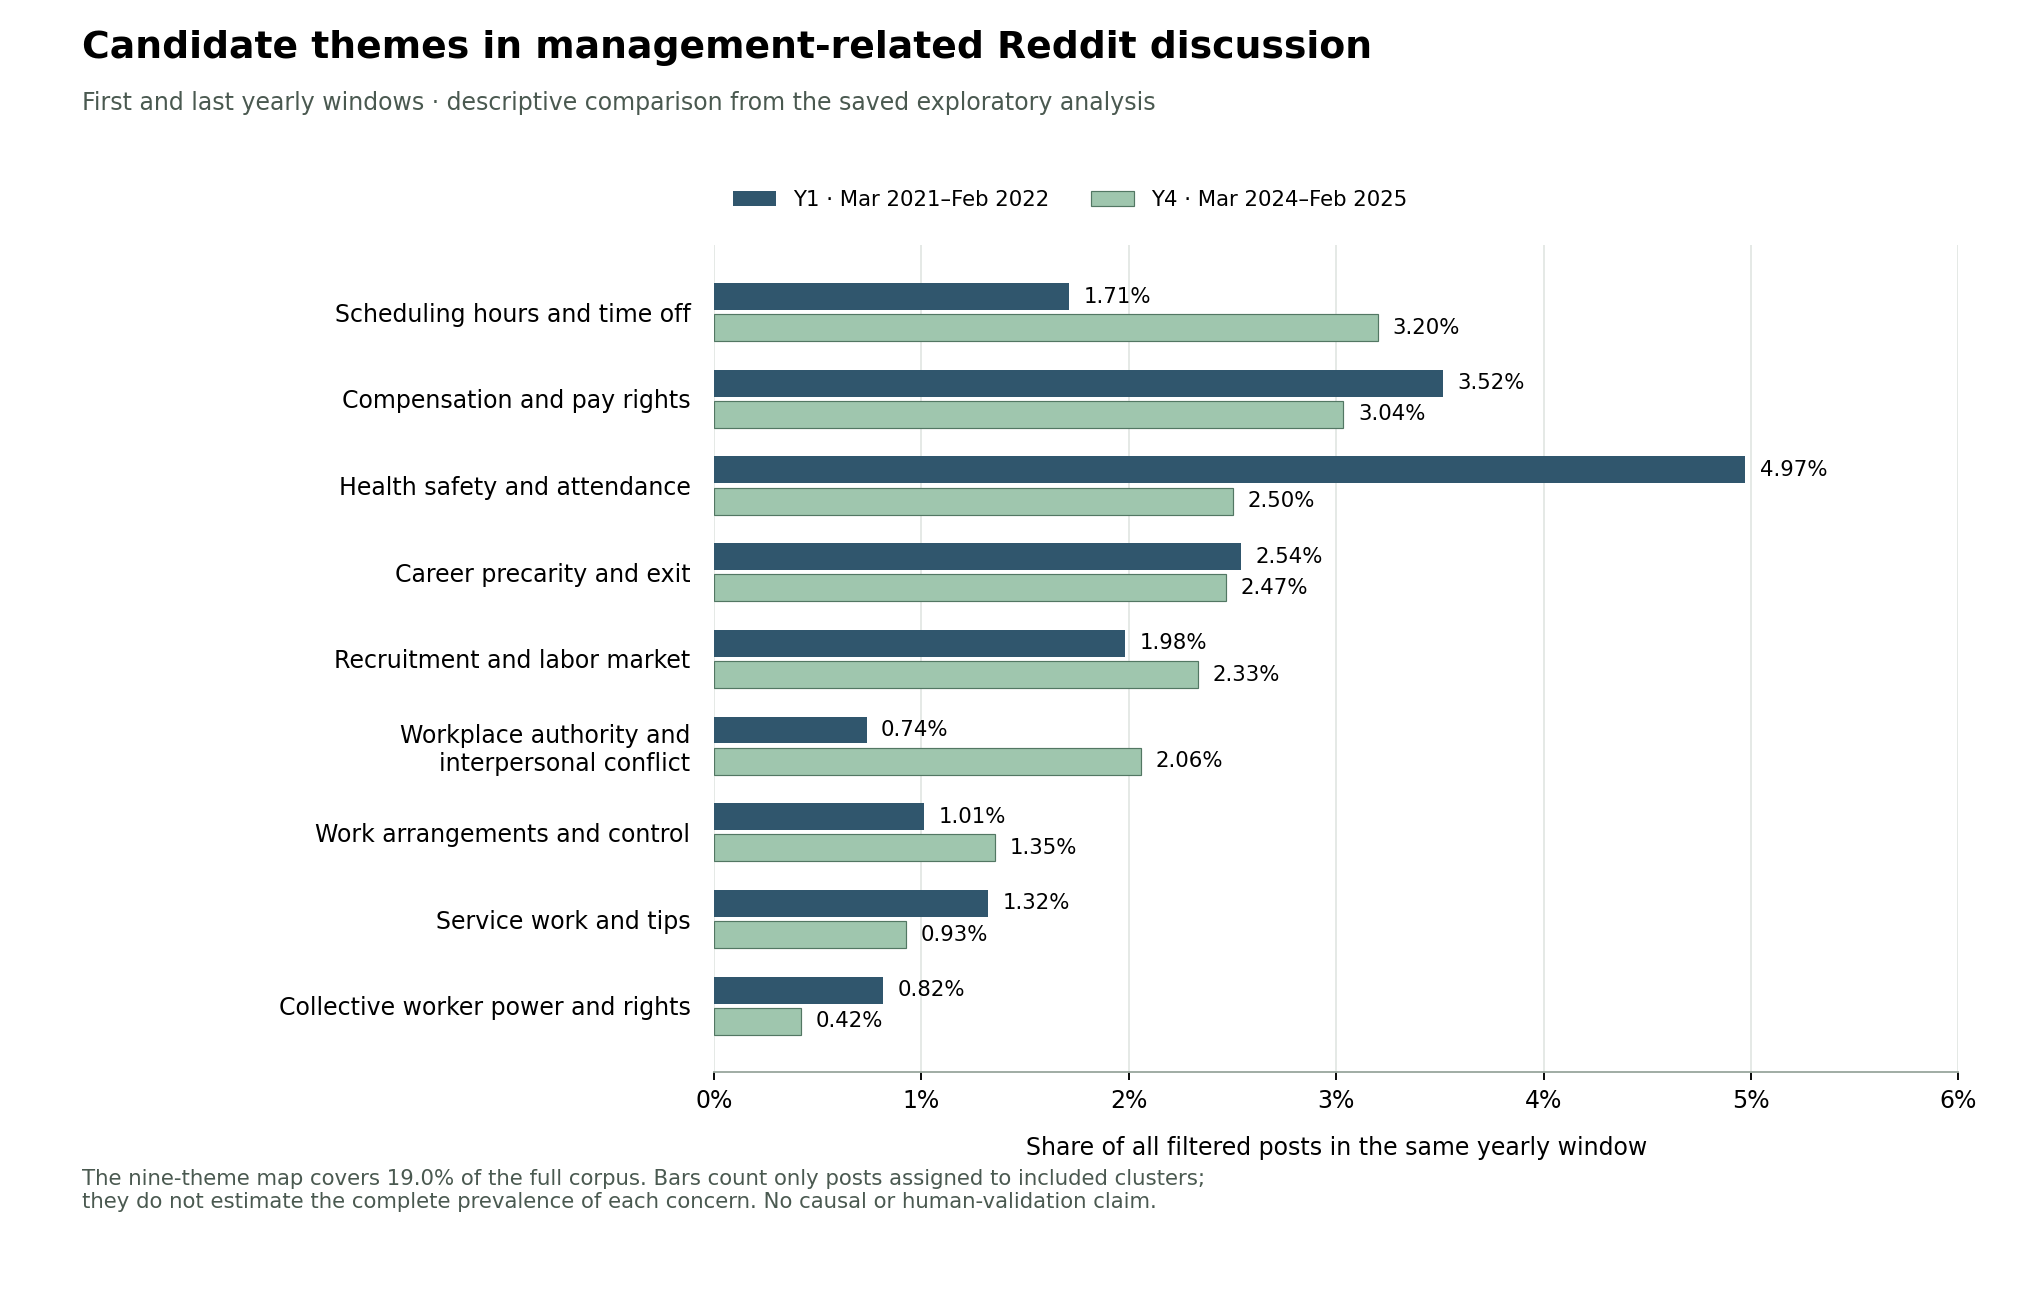 Candidate themes in management-related Reddit discussion
First and last yearly windows · descriptive comparison from the saved exploratory analysis
Y1 · Mar 2021–Feb 2022
Y4 · Mar 2024–Feb 2025
Scheduling hours and time off
1.71%
3.20%
Compensation and pay rights
3.52%
3.04%
Health safety and attendance
4.97%
2.50%
Career precarity and exit
2.54%
2.47%
Recruitment and labor market
1.98%
2.33%
Workplace authority and
interpersonal conflict
0.74%
2.06%
Work arrangements and control
1.01%
1.35%
Service work and tips
1.32%
0.93%
Collective worker power and rights
0.82%
0.42%
0% 1% 2% 3% 4% 5% 6%
Share of all filtered posts in the same yearly window
The nine-theme map covers 19.0% of the full corpus. Bars count only posts assigned to included clusters;
they do not estimate the complete prevalence of each concern. No causal or human-validation claim.